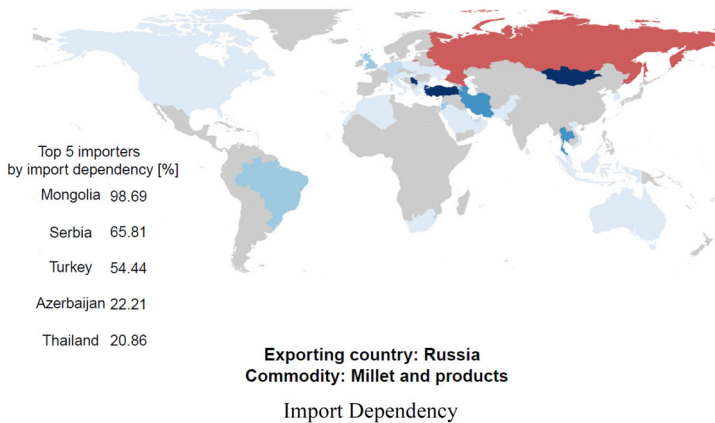 Top 5 importers
by import dependency [%]
Mongolia 98.69
Serbia 65.81
Turkey 54.44
Azerbaijan 22.21
Thailand 20.86
Exporting country: Russia
Commodity: Millet and products
Import Dependency